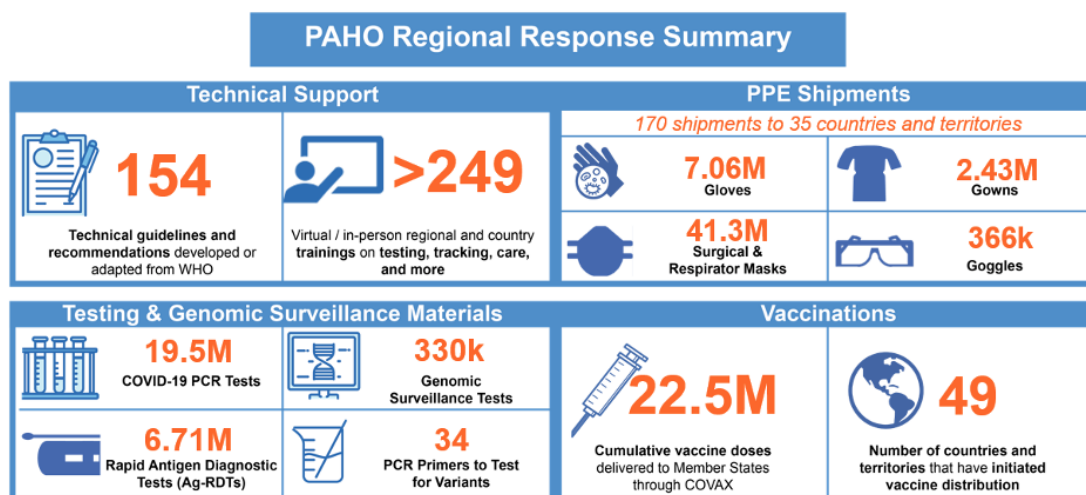 PAHO Regional Response Summary
Technical Support
154
Technical guidelines and
recommendations developed or
adapted from WHO
>249
Virtual / in-person regional and country
trainings on testing, tracking, care,
and more
PPE Shipments
170 shipments to 35 countries and territories
7.06M
Gloves
2.43M
Gowns
41.3M
Surgical &
Respirator Masks
366k
Goggles
Testing & Genomic Surveillance Materials
19.5M
COVID-19 PCR Tests
330k
Genomic
Surveillance Tests
6.71M
Rapid Antigen Diagnostic
Tests (Ag-RDTs)
34
PCR Primers to Test
for Variants
Vaccinations
22.5M
Cumulative vaccine doses
delivered to Member States
through COVAX
49
Number of countries and
territories that have initiated
vaccine distribution